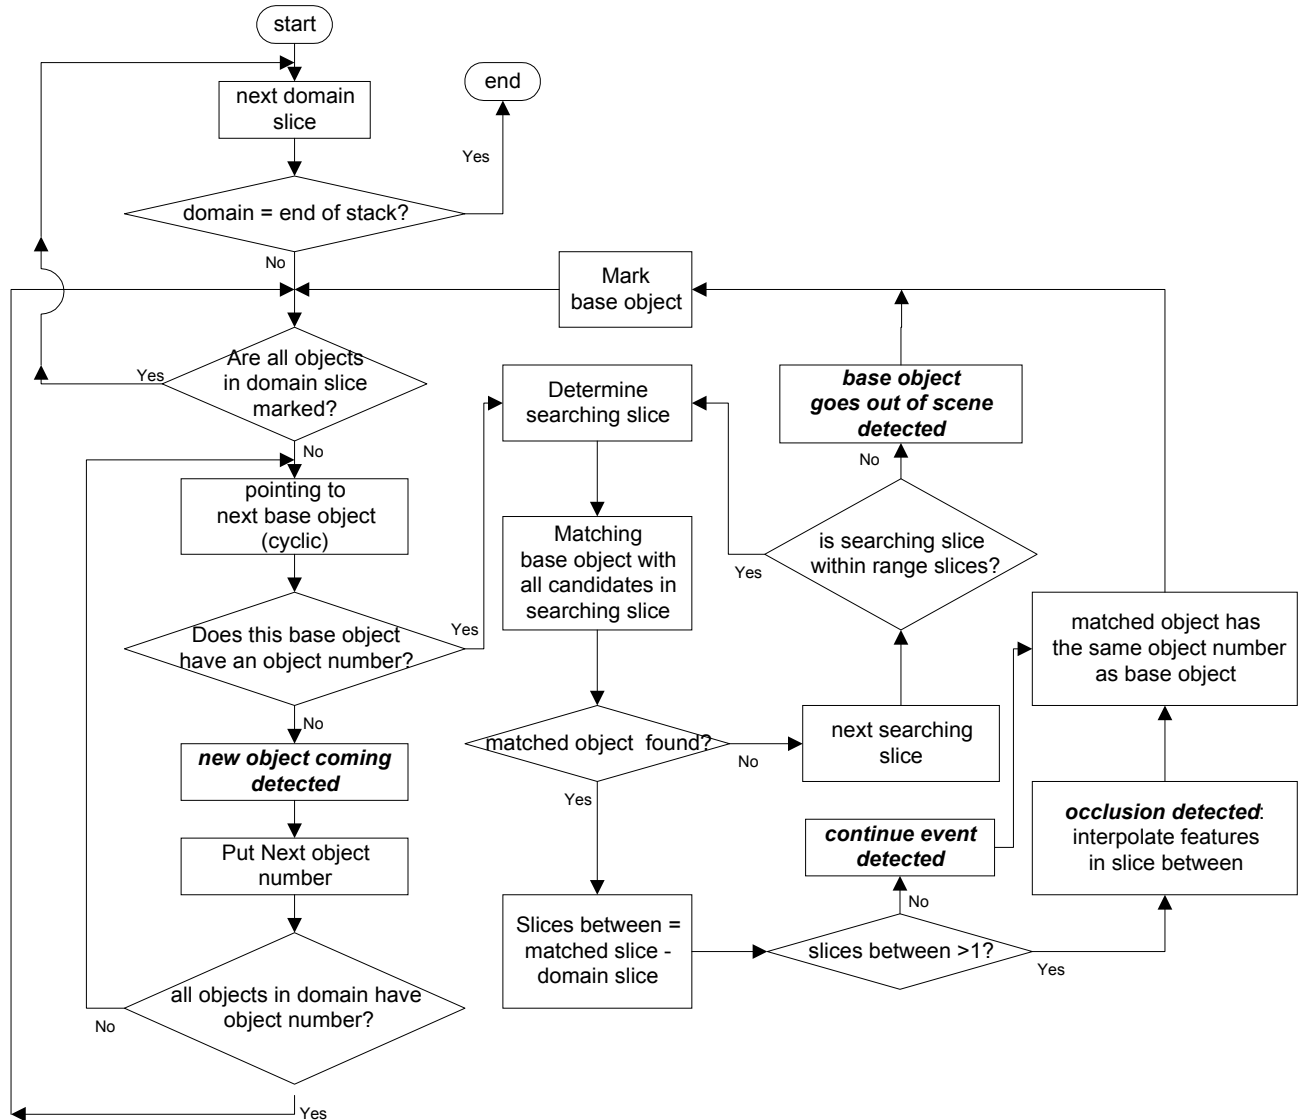 start
next domain
slice
end
Yes
domain = end of stack?
No
Mark
base object
Are all objects
in domain slice
marked?
Yes
No
Determine
searching slice
base object
goes out of scene
detected
No
pointing to
next base object
(cyclic)
Matching
base object with
all candidates in
searching slice
is searching slice
within range slices?
Yes
Does this base object
have an object number?
Yes
No
matched object has
the same object number
as base object
new object coming
detected
matched object found?
No
Yes
next searching
slice
Put Next object
number
continue event
detected
No
occlusion detected:
interpolate features
in slice between
Slices between =
matched slice -
domain slice
slices between >1?
Yes
all objects in domain have
object number?
No
Yes